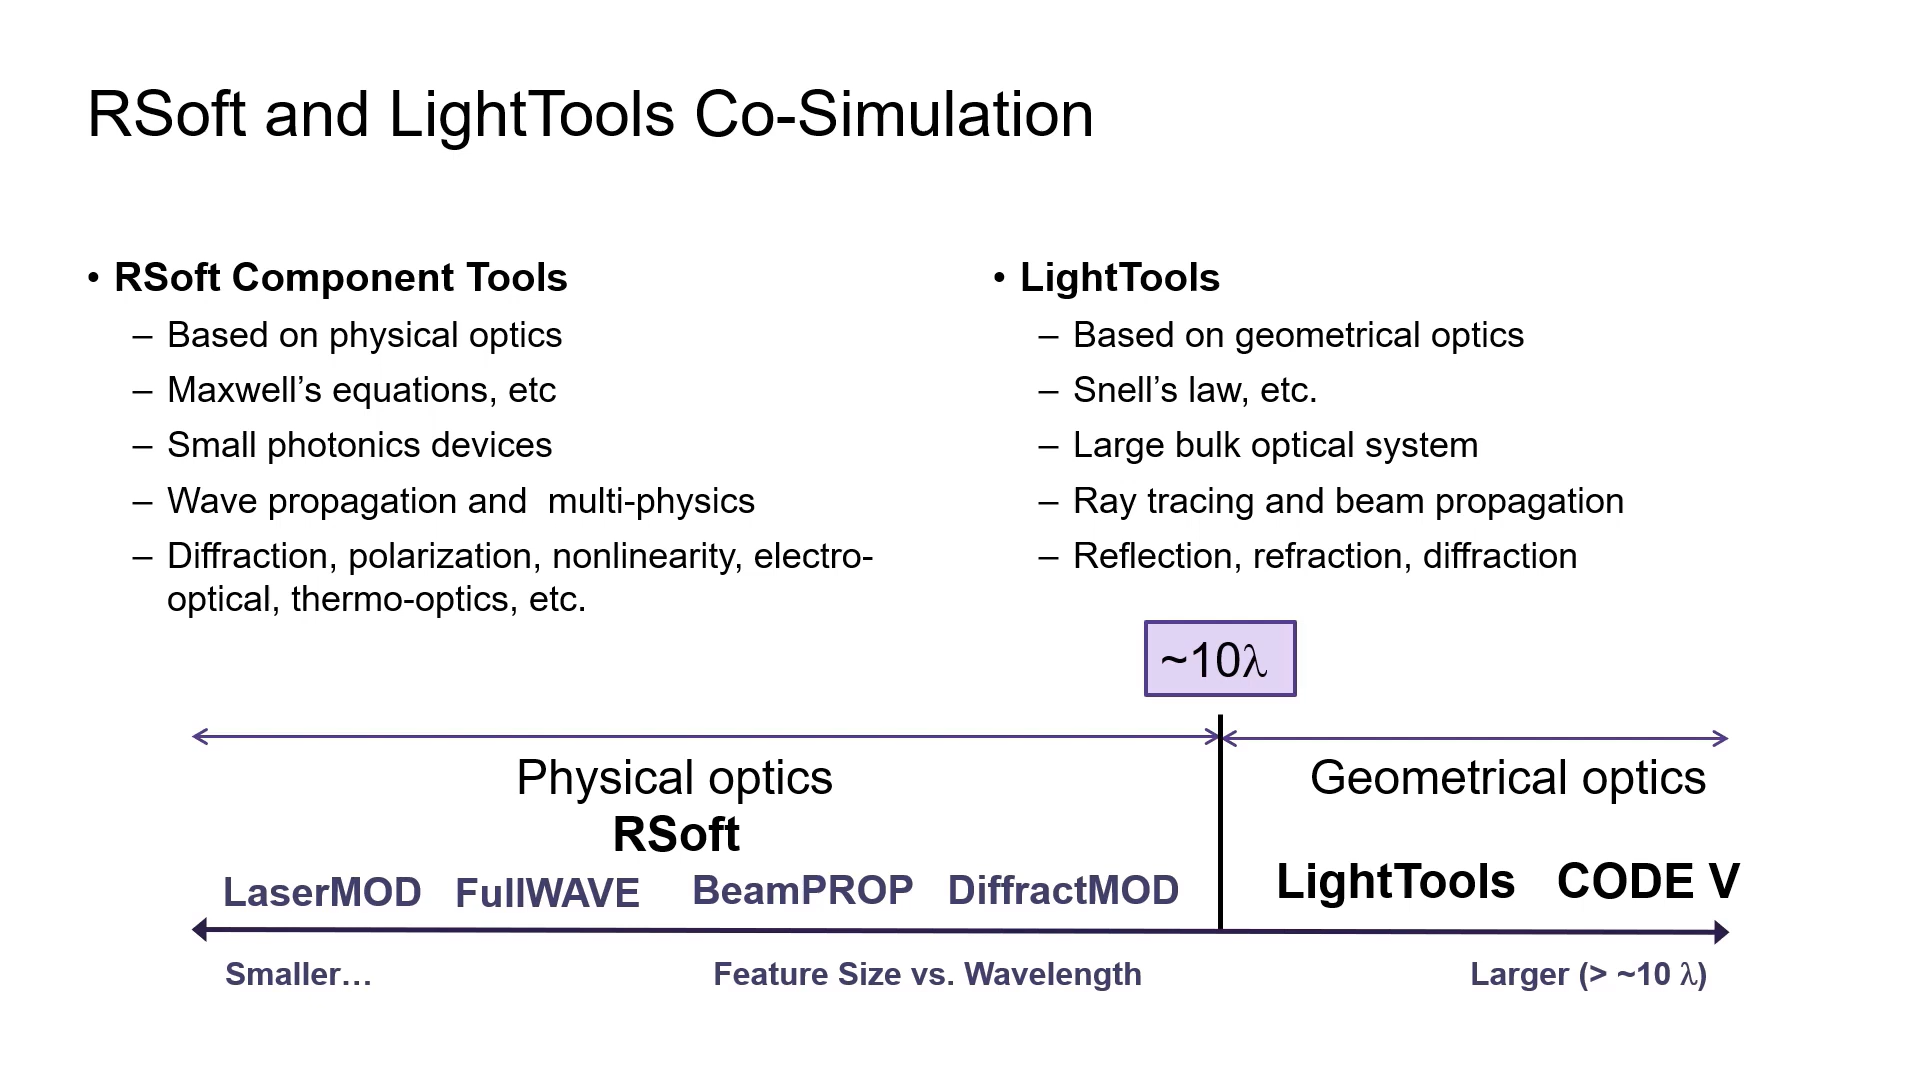 RSoft and LightTools Co-Simulation
• RSoft Component Tools
– Based on physical optics
– Maxwell’s equations, etc
– Small photonics devices
– Wave propagation and  multi-physics
– Diffraction, polarization, nonlinearity, electro-
optical, thermo-optics, etc.
• LightTools
– Based on geometrical optics
– Snell’s law, etc.
– Large bulk optical system
– Ray tracing and beam propagation
– Reflection, refraction, diffraction
~10λ
Physical optics
RSoft
LaserMOD FullWAVE BeamPROP DiffractMOD
Geometrical optics
LightTools CODE V
Smaller…
Feature Size vs. Wavelength
Larger (> ~10 λ)